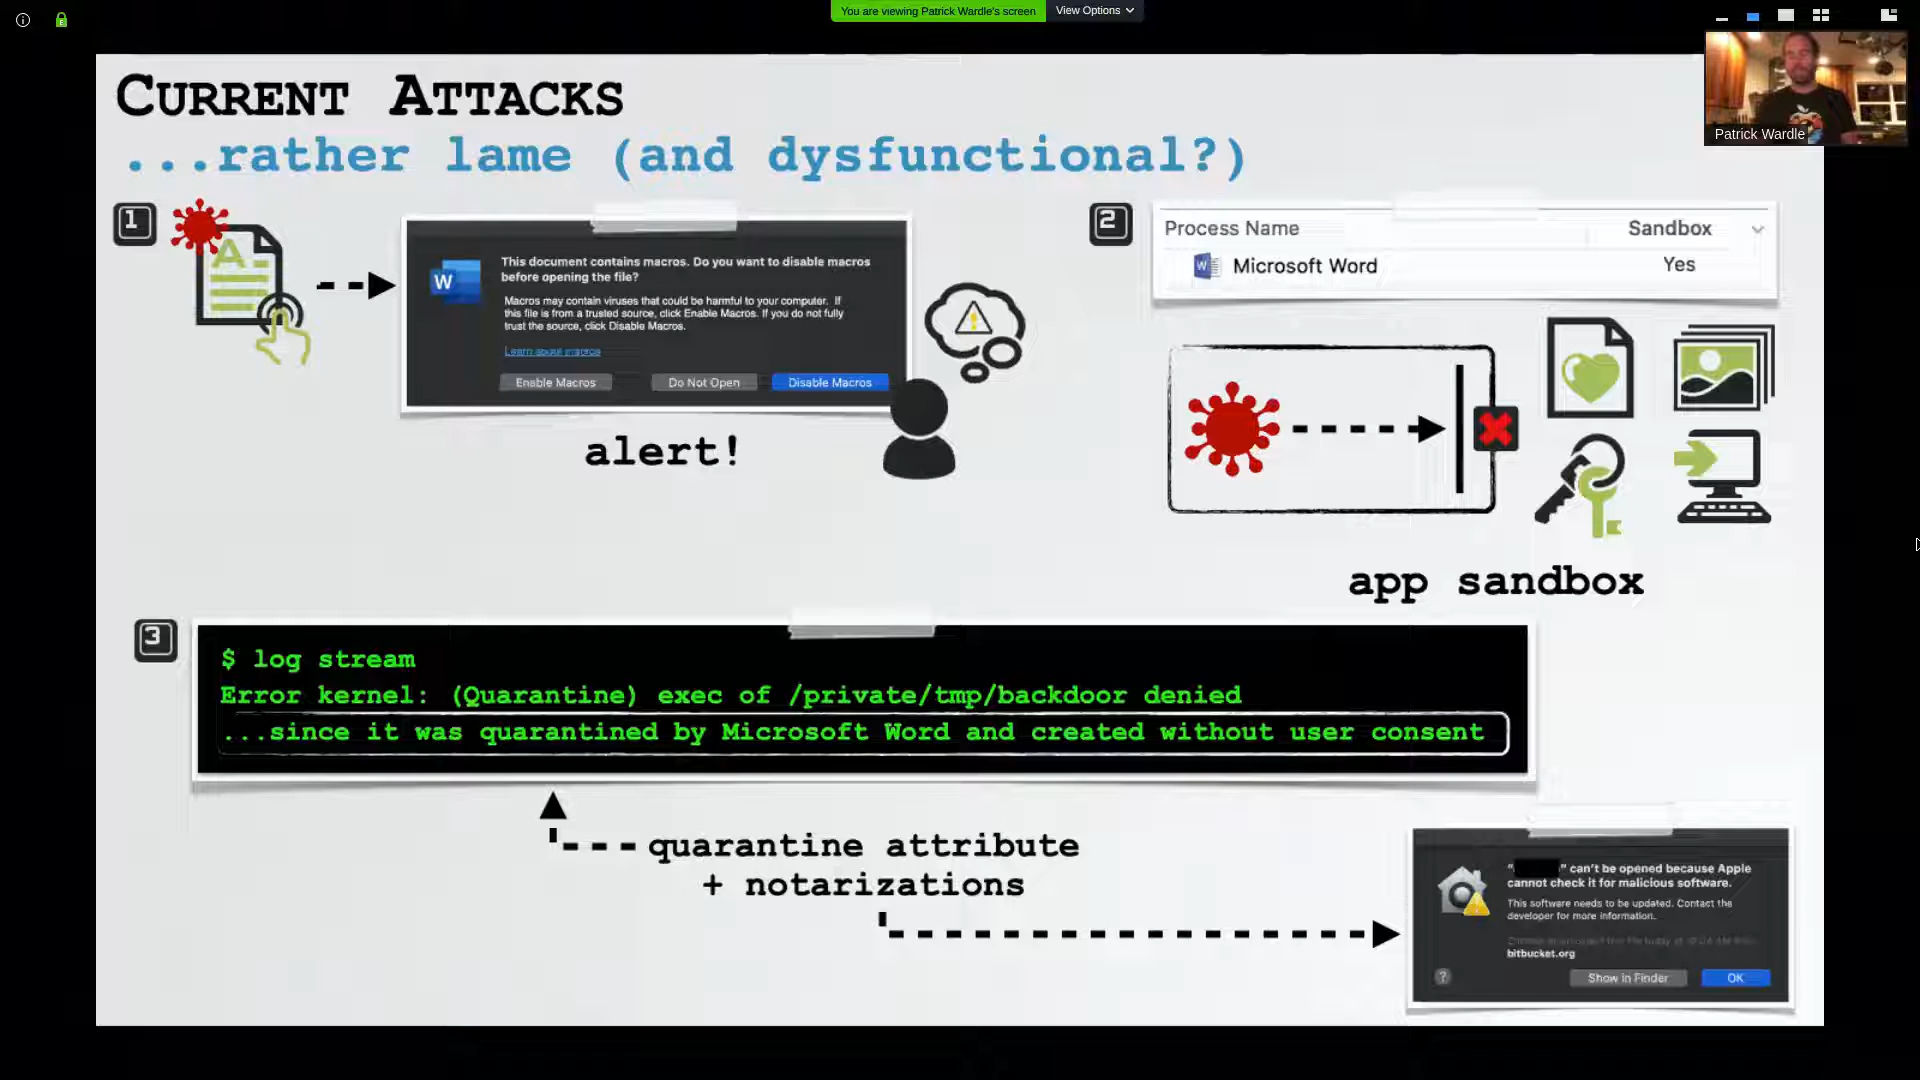 You are viewing Patrick Wardle's screen
View Options
Patrick Wardle
CURRENT ATTACKS
...rather lame (and dysfunctional?)
1
This document contains macros. Do you want to disable macros
before opening the file?
Macros may contain viruses that could be harmful to your computer. If
this file is from a trusted source, click Enable Macros. If you do not fully
trust the source, click Disable Macros.
Learn about macros
Enable Macros
Do Not Open
Disable Macros
alert!
2
Process Name
Sandbox
Microsoft Word
Yes
app sandbox
3
$ log stream
Error kernel: (Quarantine) exec of /private/tmp/backdoor denied
...since it was quarantined by Microsoft Word and created without user consent
quarantine attribute
+ notarizations
" " can't be opened because Apple
cannot check it for malicious software.
This software needs to be updated. Contact the
developer for more information.
bitbucket.org
?
Show in Finder
OK